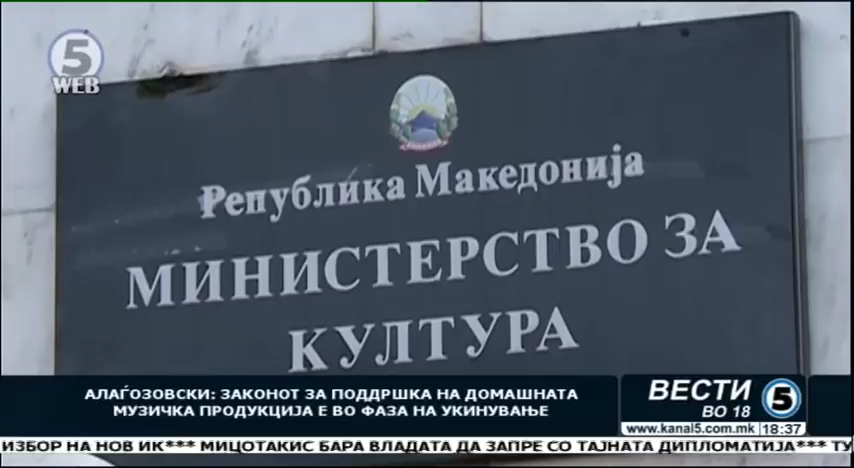 5
WEB
Република Македонија
МИНИСТЕРСТВО ЗА
КУЛТУРА
АЛАЃОЗОВСКИ: ЗАКОНОТ ЗА ПОДДРШКА НА ДОМАШНАТА
МУЗИЧКА ПРОДУКЦИЈА Е ВО ФАЗА НА УКИНУВАЊЕ
ВЕСТИ
ВО 18
5
www.kanal5.com.mk 18:37
ИЗБОР НА НОВ ИК*** МИЦОТАКИС БАРА ВЛАДАТА ДА ЗАПРЕ СО ТАЈНАТА ДИПЛОМАТИЈА*** ТУ